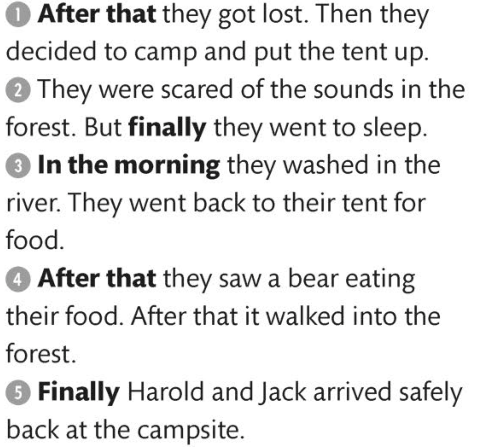 1 After that they got lost. Then they
decided to camp and put the tent up.
2 They were scared of the sounds in the
forest. But finally they went to sleep.
3 In the morning they washed in the
river. They went back to their tent for
food.
4 After that they saw a bear eating
their food. After that it walked into the
forest.
5 Finally Harold and Jack arrived safely
back at the campsite.